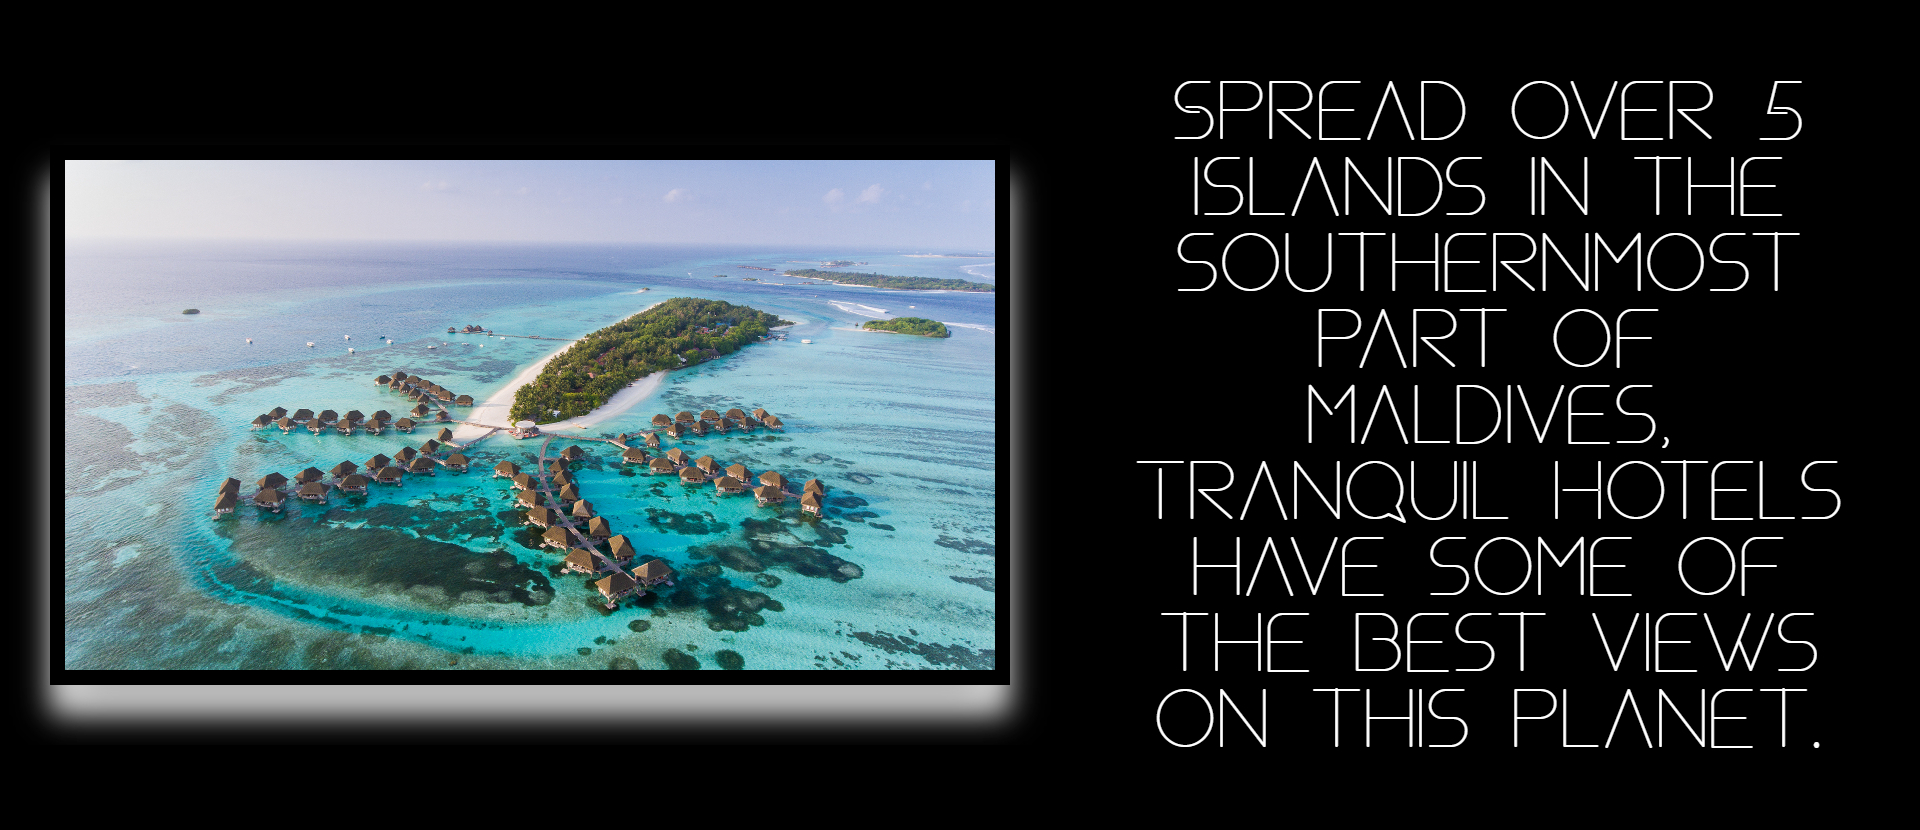 SPREAD OVER 5
ISLANDS IN THE
SOUTHERNMOST
PART OF
MALDIVES,
TRANQUIL HOTELS
HAVE SOME OF
THE BEST VIEWS
ON THIS PLANET.